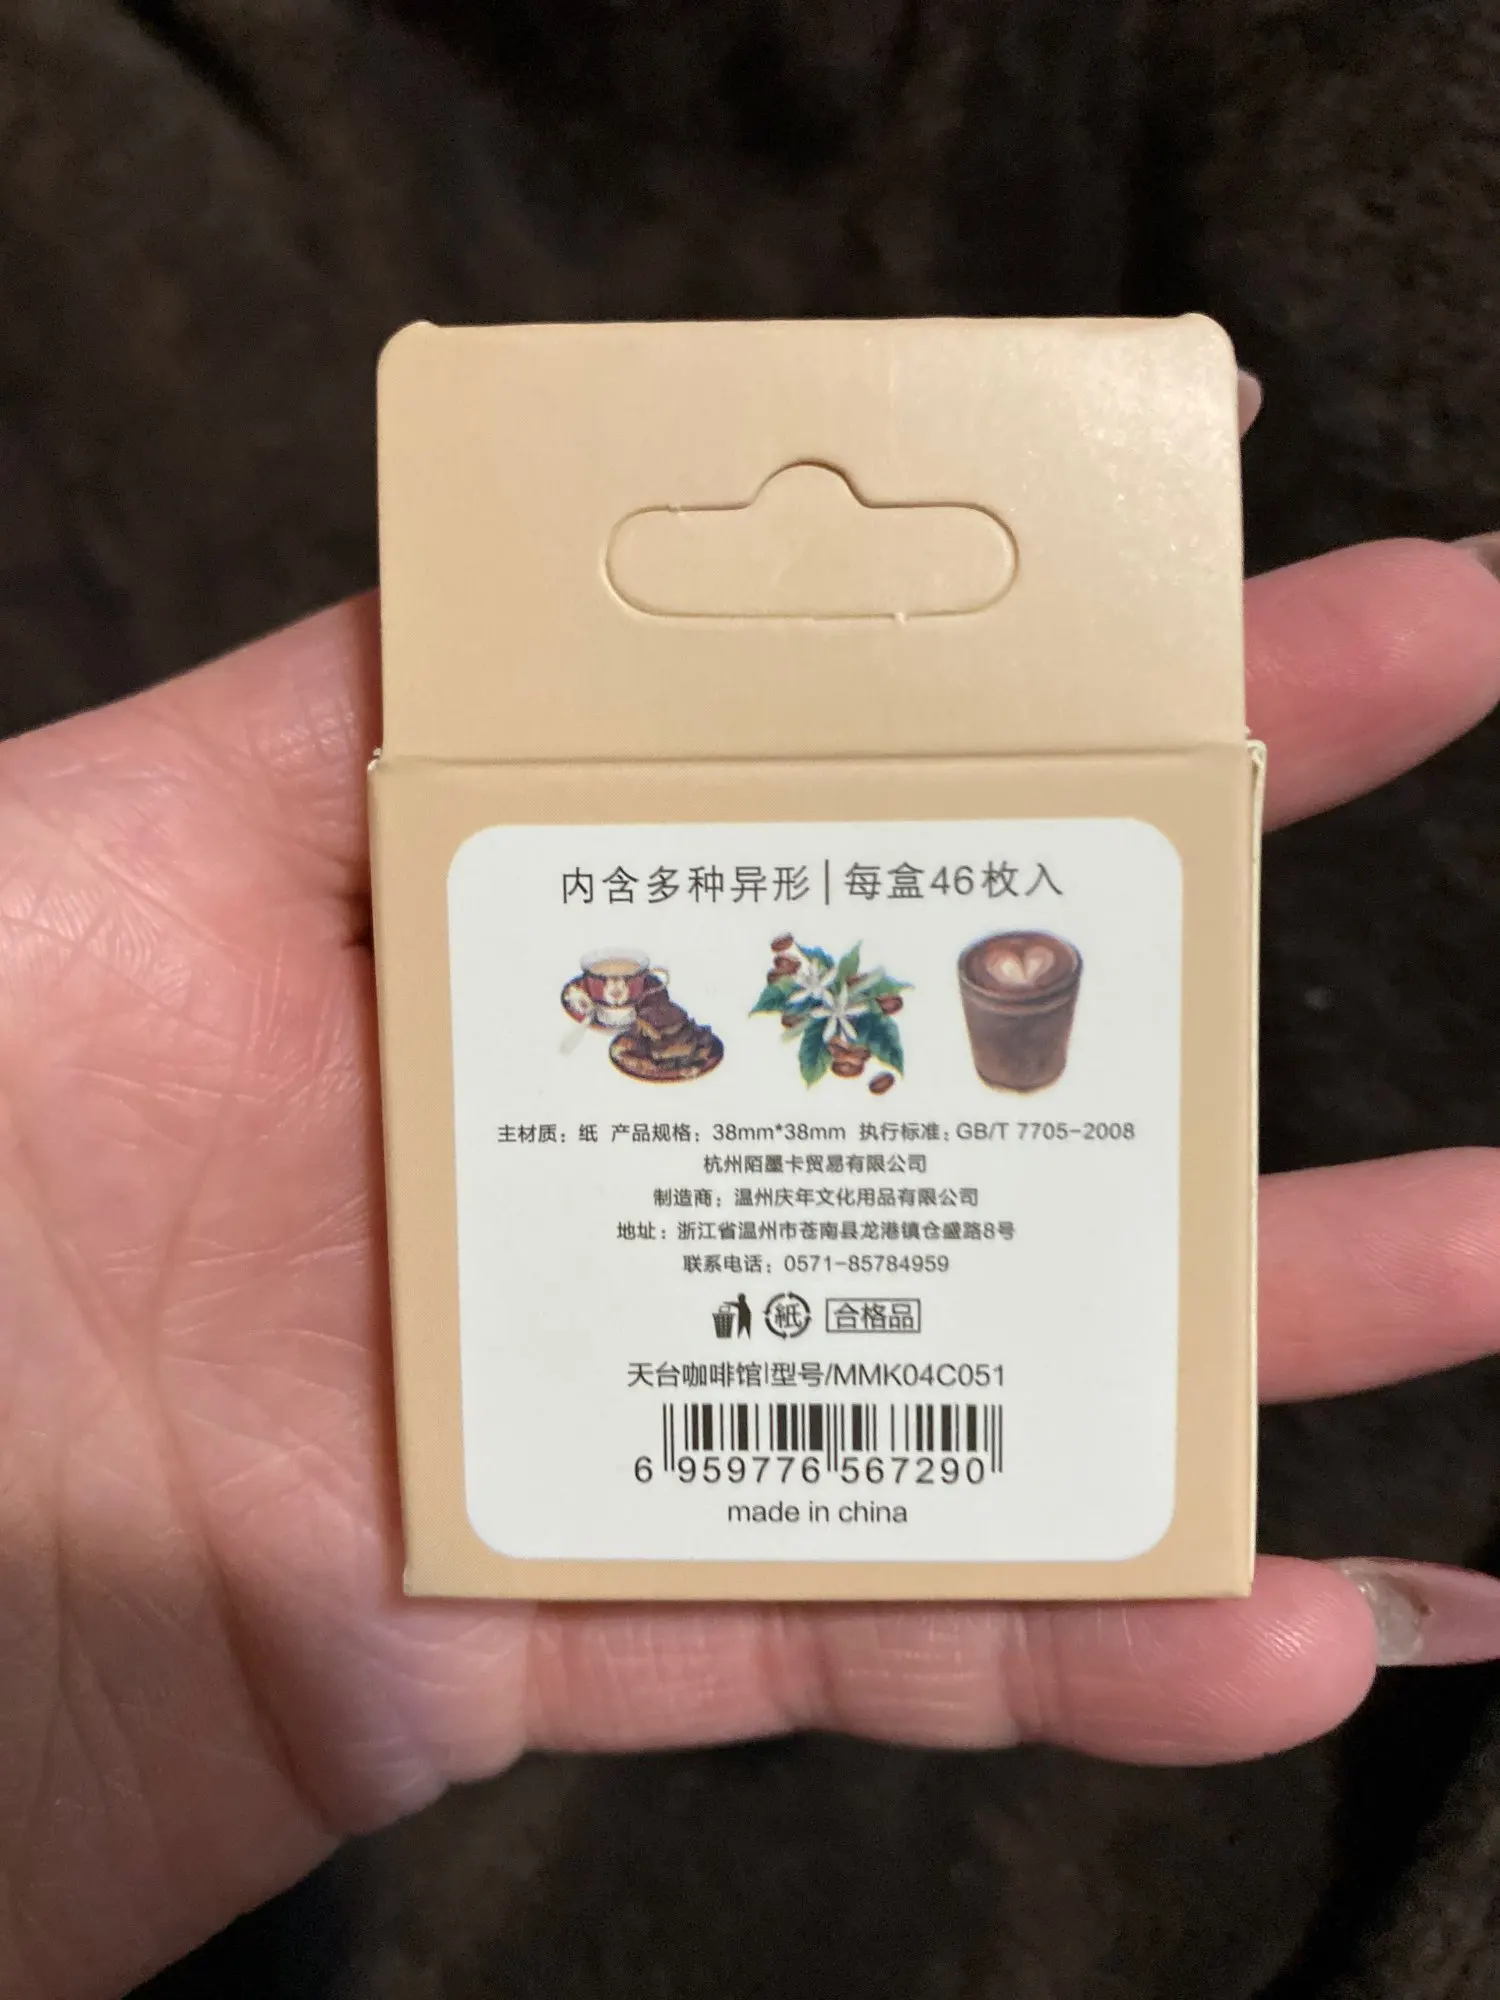 内含多种异形|每盒46枚入
主材质：纸 产品规格：38mm*38mm 执行标准：GB/T 7705-2008
杭州陌墨卡贸易有限公司
制造商：温州庆年文化用品有限公司
地址：浙江省温州市苍南县龙港镇仓盛路8号
联系电话：0571-85784959
紙 合格品
天台咖啡馆|型号/MMK04C051
6 959776 567290
made in china